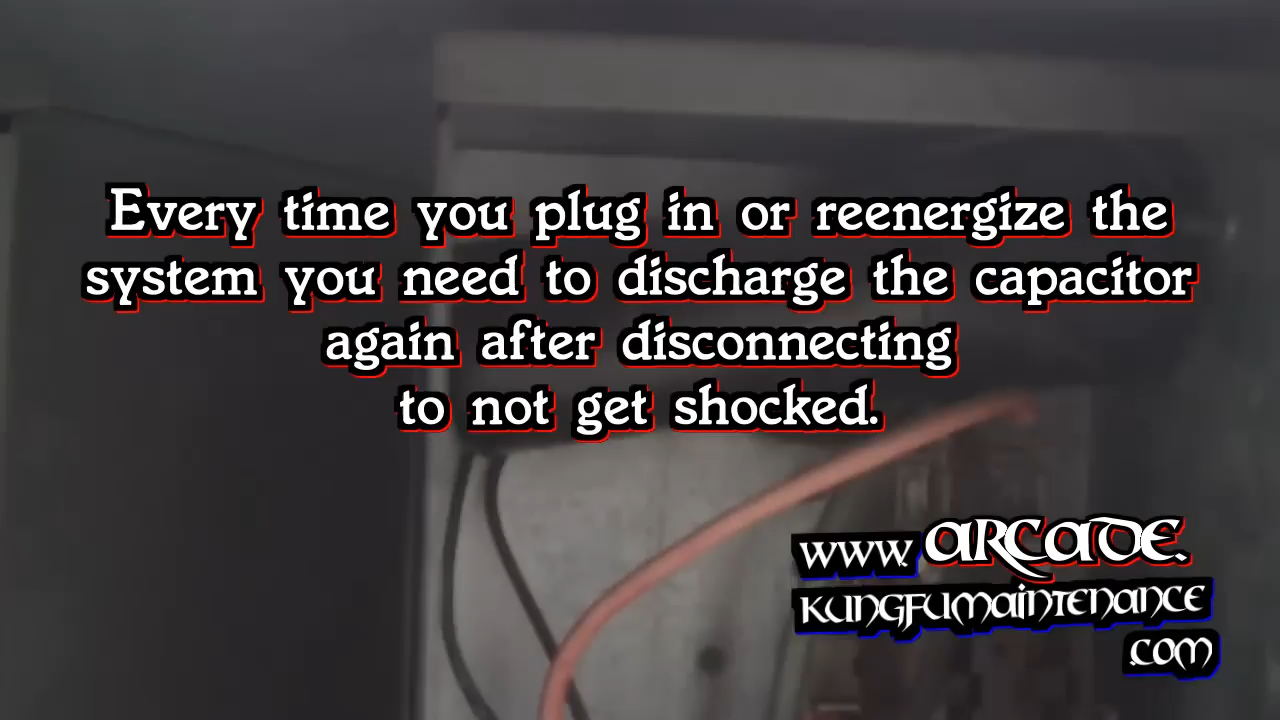 Every time you plug in or reenergize the
system you need to discharge the capacitor
again after disconnecting
to not get shocked.
www.ARCADE.
KUNGFUMAINTENANCE
.COM